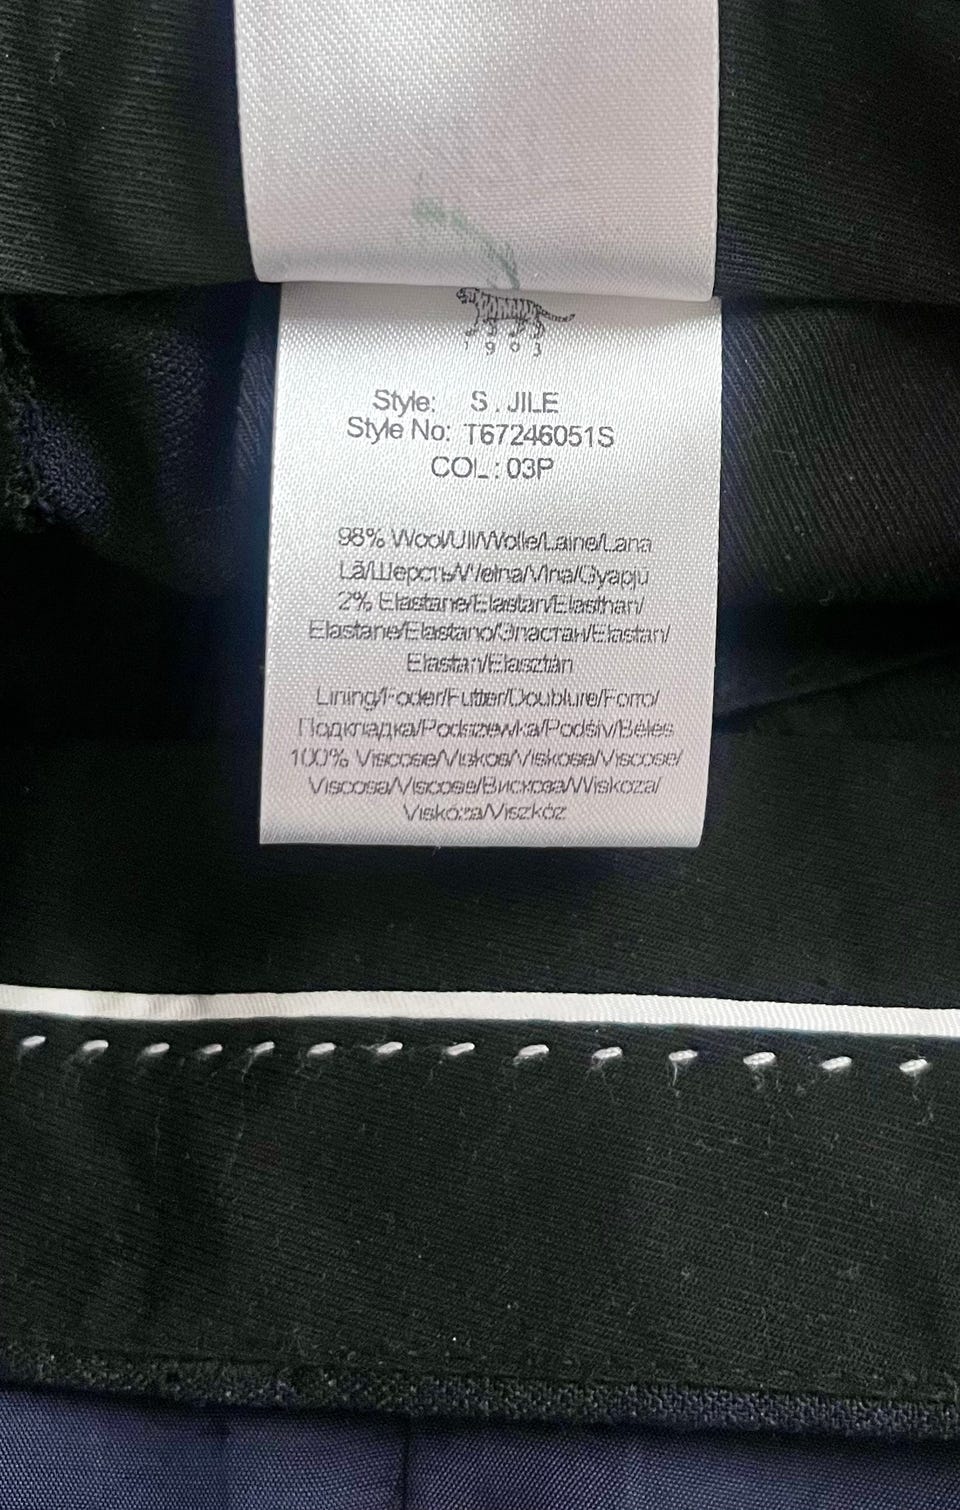 1903
Style: S.JILE
Style No: T67246051S
COL: 03P
98% Wool/Ull/Wolle/Laine/Lana
Lã/Шерсть/Wełna/Vlna/Gyapjú
2% Elastane/Elastan/Elasthan/
Elastane/Elastano/Эластан/Elastan/
Elastan/Elasztán
Lining/Foder/Futter/Doublure/Forro/
Подкладка/Podszewka/Podšiv/Bélés
100% Viscose/Viskos/Viskose/Viscose/
Viscosa/Viscose/Вискоза/Wiskoza/
Viskóza/Viszkóz